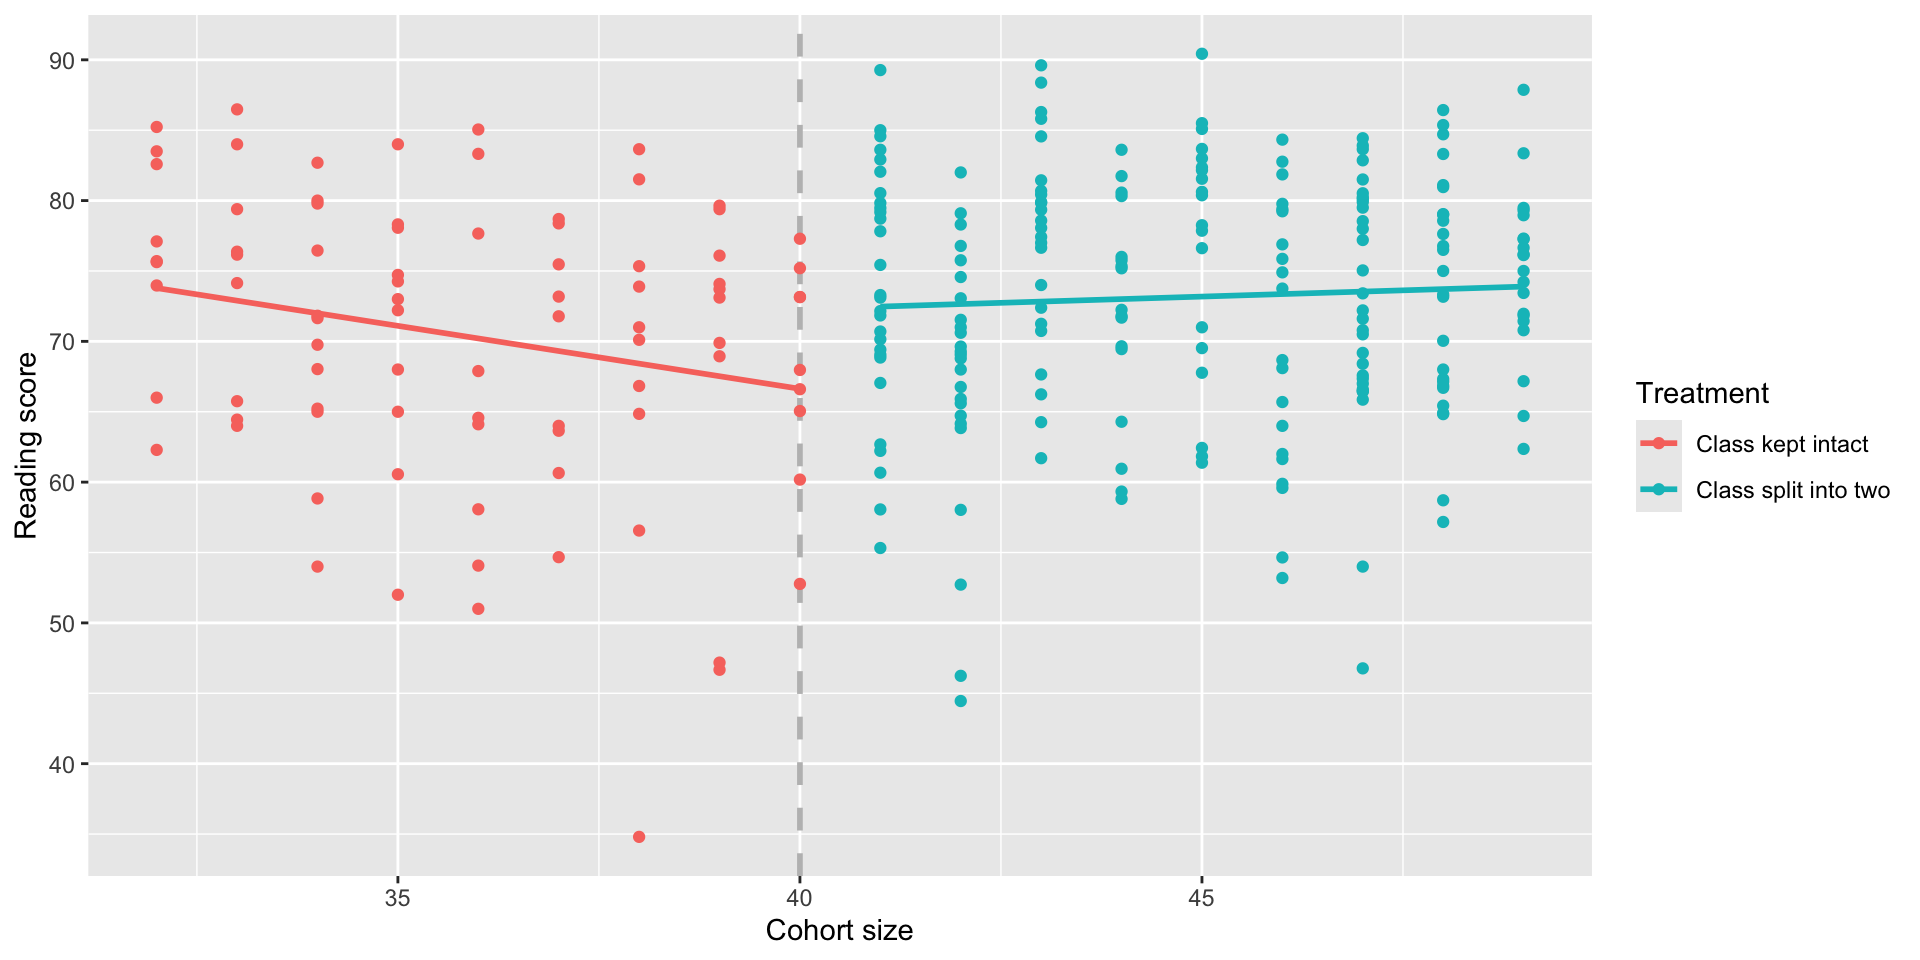 90
80
70
60
50
40
Reading score
35
40
45
Cohort size
Treatment
Class kept intact
Class split into two